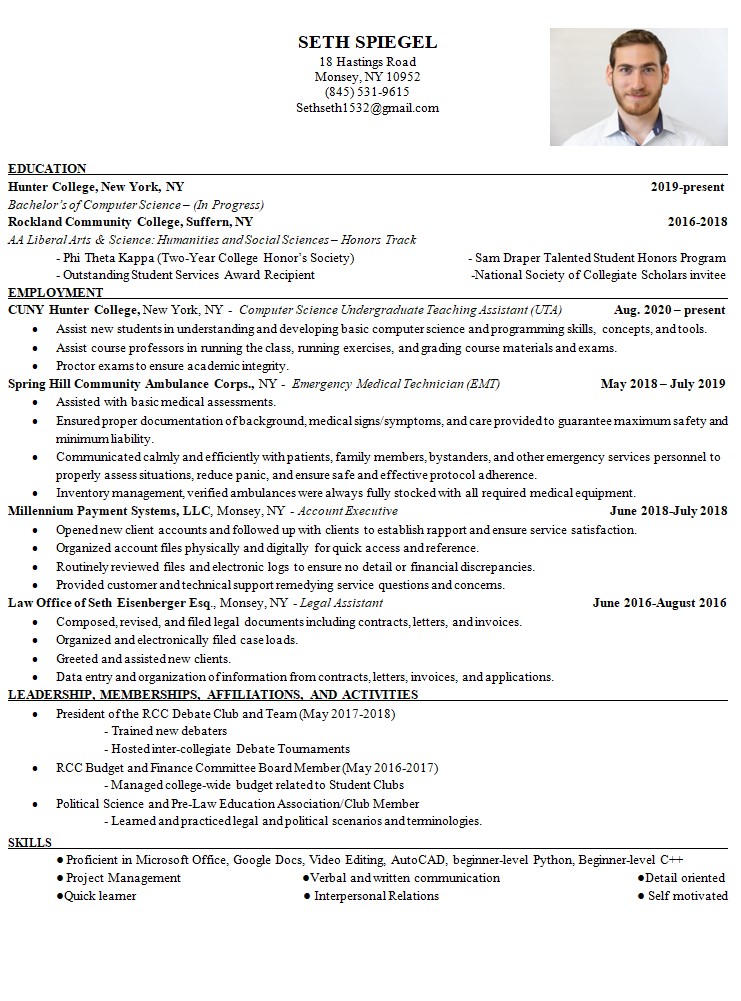 SETH SPIEGEL
18 Hastings Road
Monsey, NY 10952
(845) 531-9615
Sethseth1532@gmail.com
EDUCATION
Hunter College, New York, NY 2019-present
Bachelor's of Computer Science – (In Progress)
Rockland Community College, Suffern, NY 2016-2018
AA Liberal Arts & Science: Humanities and Social Sciences – Honors Track
- Phi Theta Kappa (Two-Year College Honor's Society) - Sam Draper Talented Student Honors Program
- Outstanding Student Services Award Recipient -National Society of Collegiate Scholars invitee
EMPLOYMENT
CUNY Hunter College, New York, NY - Computer Science Undergraduate Teaching Assistant (UTA) Aug. 2020 – present
• Assist new students in understanding and developing basic computer science and programming skills, concepts, and tools.
• Assist course professors in running the class, running exercises, and grading course materials and exams.
• Proctor exams to ensure academic integrity.
Spring Hill Community Ambulance Corps., NY - Emergency Medical Technician (EMT) May 2018 – July 2019
• Assisted with basic medical assessments.
• Ensured proper documentation of background, medical signs/symptoms, and care provided to guarantee maximum safety and
minimum liability.
• Communicated calmly and efficiently with patients, family members, bystanders, and other emergency services personnel to
properly assess situations, reduce panic, and ensure safe and effective protocol adherence.
• Inventory management, verified ambulances were always fully stocked with all required medical equipment.
Millennium Payment Systems, LLC, Monsey, NY - Account Executive June 2018-July 2018
• Opened new client accounts and followed up with clients to establish rapport and ensure service satisfaction.
• Organized account files physically and digitally for quick access and reference.
• Routinely reviewed files and electronic logs to ensure no detail or financial discrepancies.
• Provided customer and technical support remedying service questions and concerns.
Law Office of Seth Eisenberger Esq., Monsey, NY - Legal Assistant June 2016-August 2016
• Composed, revised, and filed legal documents including contracts, letters, and invoices.
• Organized and electronically filed case loads.
• Greeted and assisted new clients.
• Data entry and organization of information from contracts, letters, invoices, and applications.
LEADERSHIP, MEMBERSHIPS, AFFILIATIONS, AND ACTIVITIES
• President of the RCC Debate Club and Team (May 2017-2018)
- Trained new debaters
- Hosted inter-collegiate Debate Tournaments
• RCC Budget and Finance Committee Board Member (May 2016-2017)
- Managed college-wide budget related to Student Clubs
• Political Science and Pre-Law Education Association/Club Member
- Learned and practiced legal and political scenarios and terminologies.
SKILLS
● Proficient in Microsoft Office, Google Docs, Video Editing, AutoCAD, beginner-level Python, Beginner-level C++
● Project Management ●Verbal and written communication ●Detail oriented
●Quick learner ● Interpersonal Relations ● Self motivated